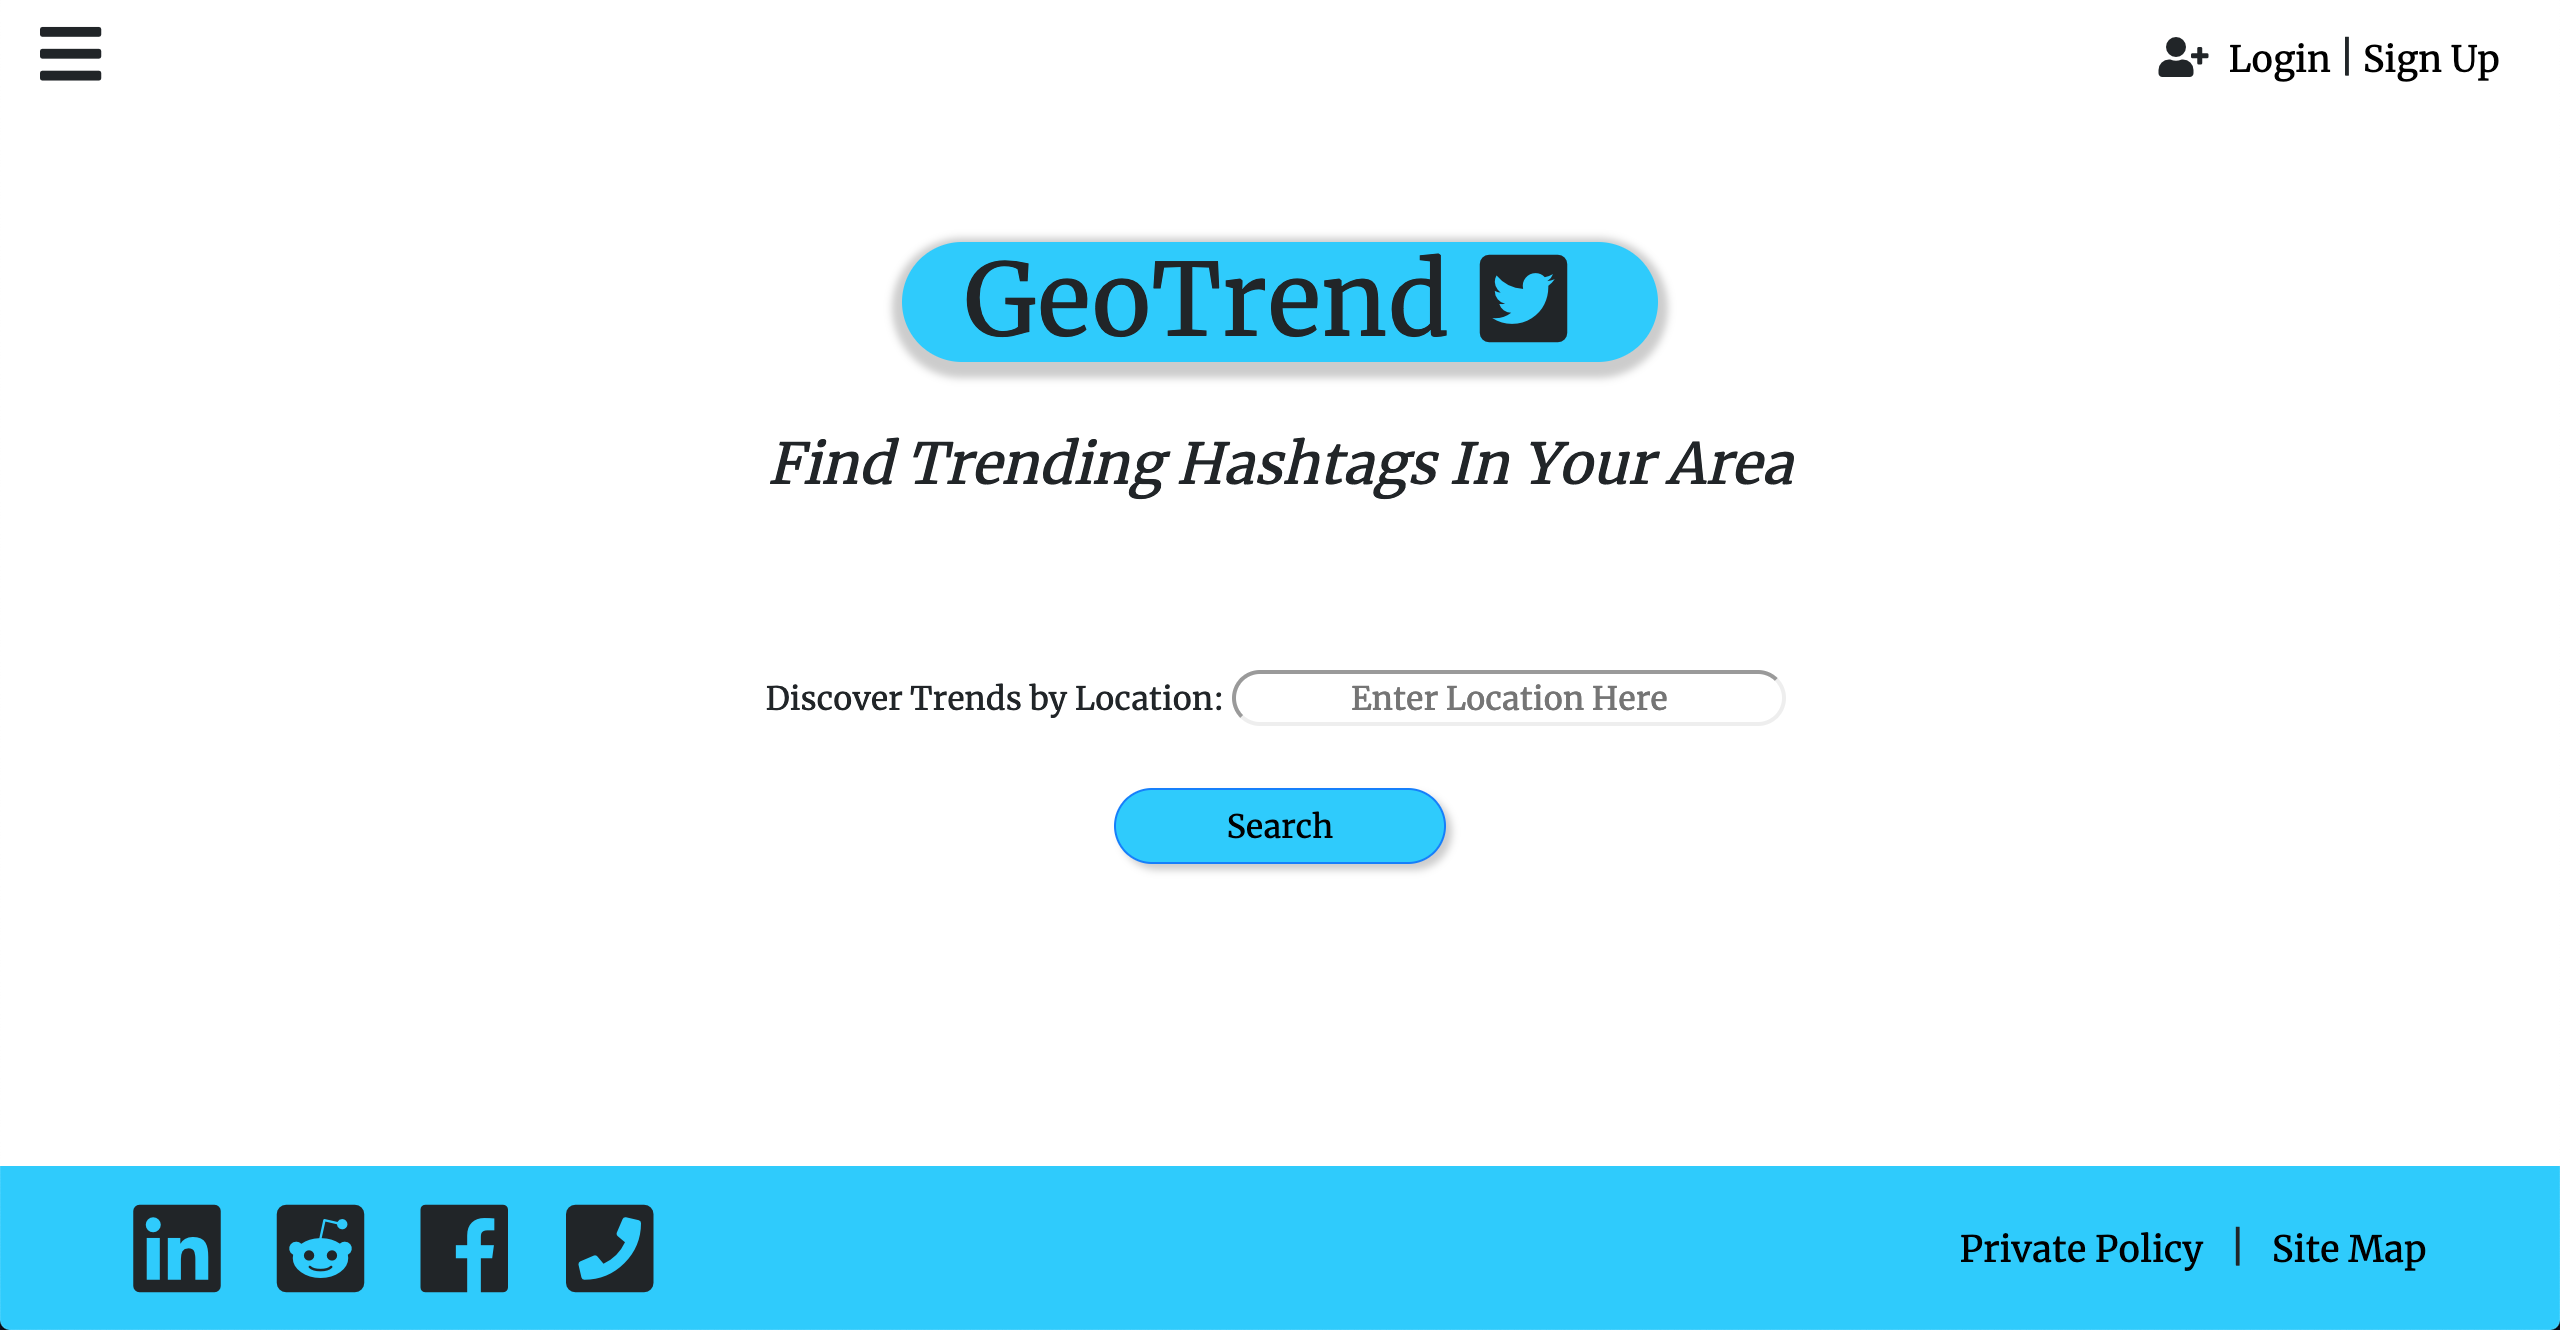 Login | Sign Up
GeoTrend
Find Trending Hashtags In Your Area
Discover Trends by Location: Enter Location Here
Search
Private Policy | Site Map